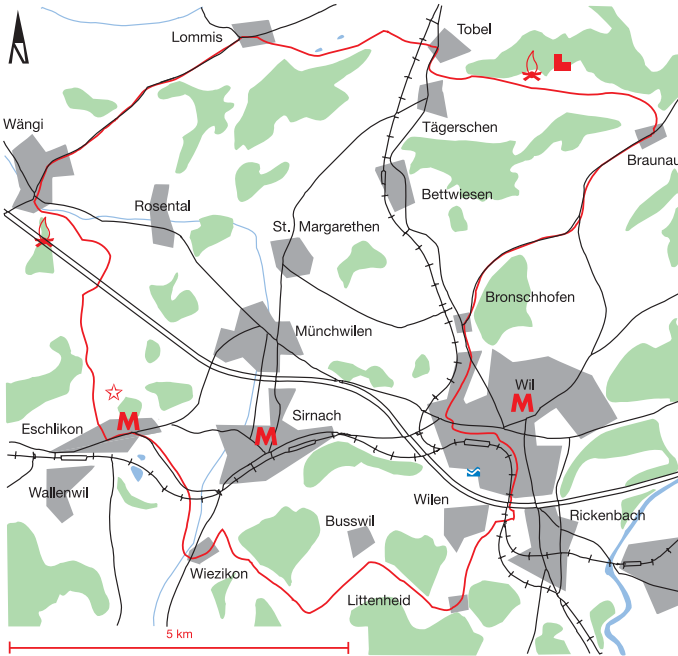 Tobel
Lommis
Wängi
Tägerschen
Braunau
Bettwiesen
Rosental
St. Margarethen
Bronschhofen
Münchwilen
Wil
M
Eschlikon
M
Sirnach
M
Wallenwil
Wilen
Rickenbach
Busswil
Wiezikon
Littenheid
5 km